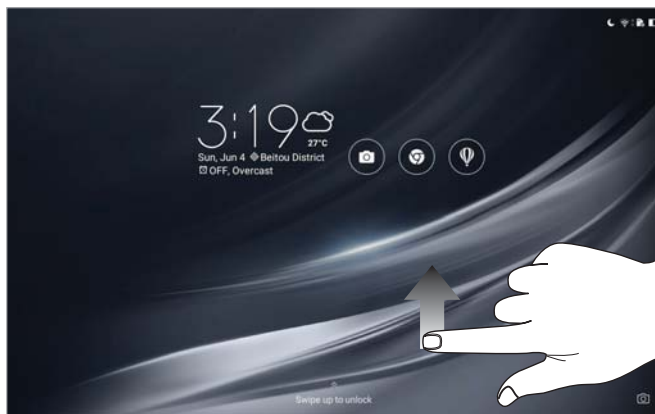 3:19
27°C
Sun, Jun 4 Beitou District
OFF, Overcast
Swipe up to unlock